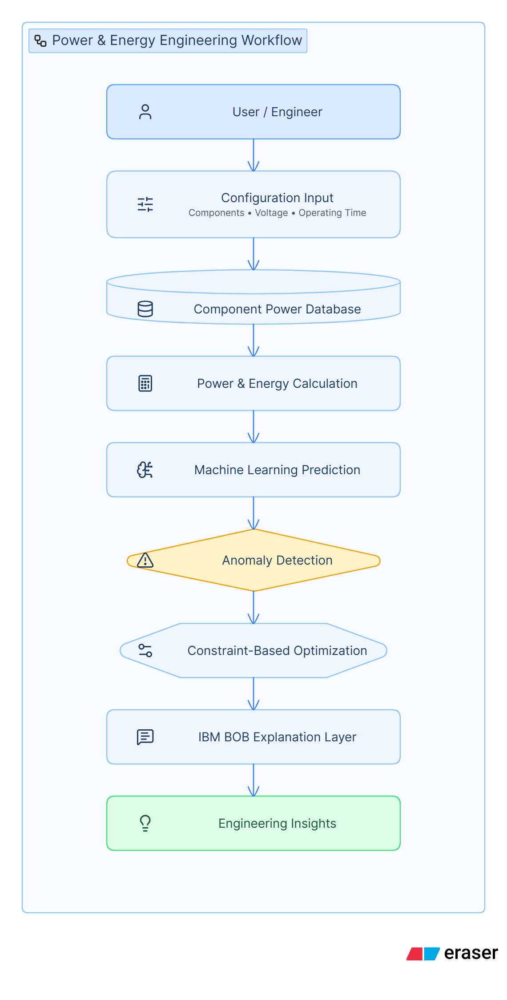 Power & Energy Engineering Workflow
User / Engineer
Configuration Input
Components • Voltage • Operating Time
Component Power Database
Power & Energy Calculation
Machine Learning Prediction
Anomaly Detection
Constraint-Based Optimization
IBM BOB Explanation Layer
Engineering Insights
eraser